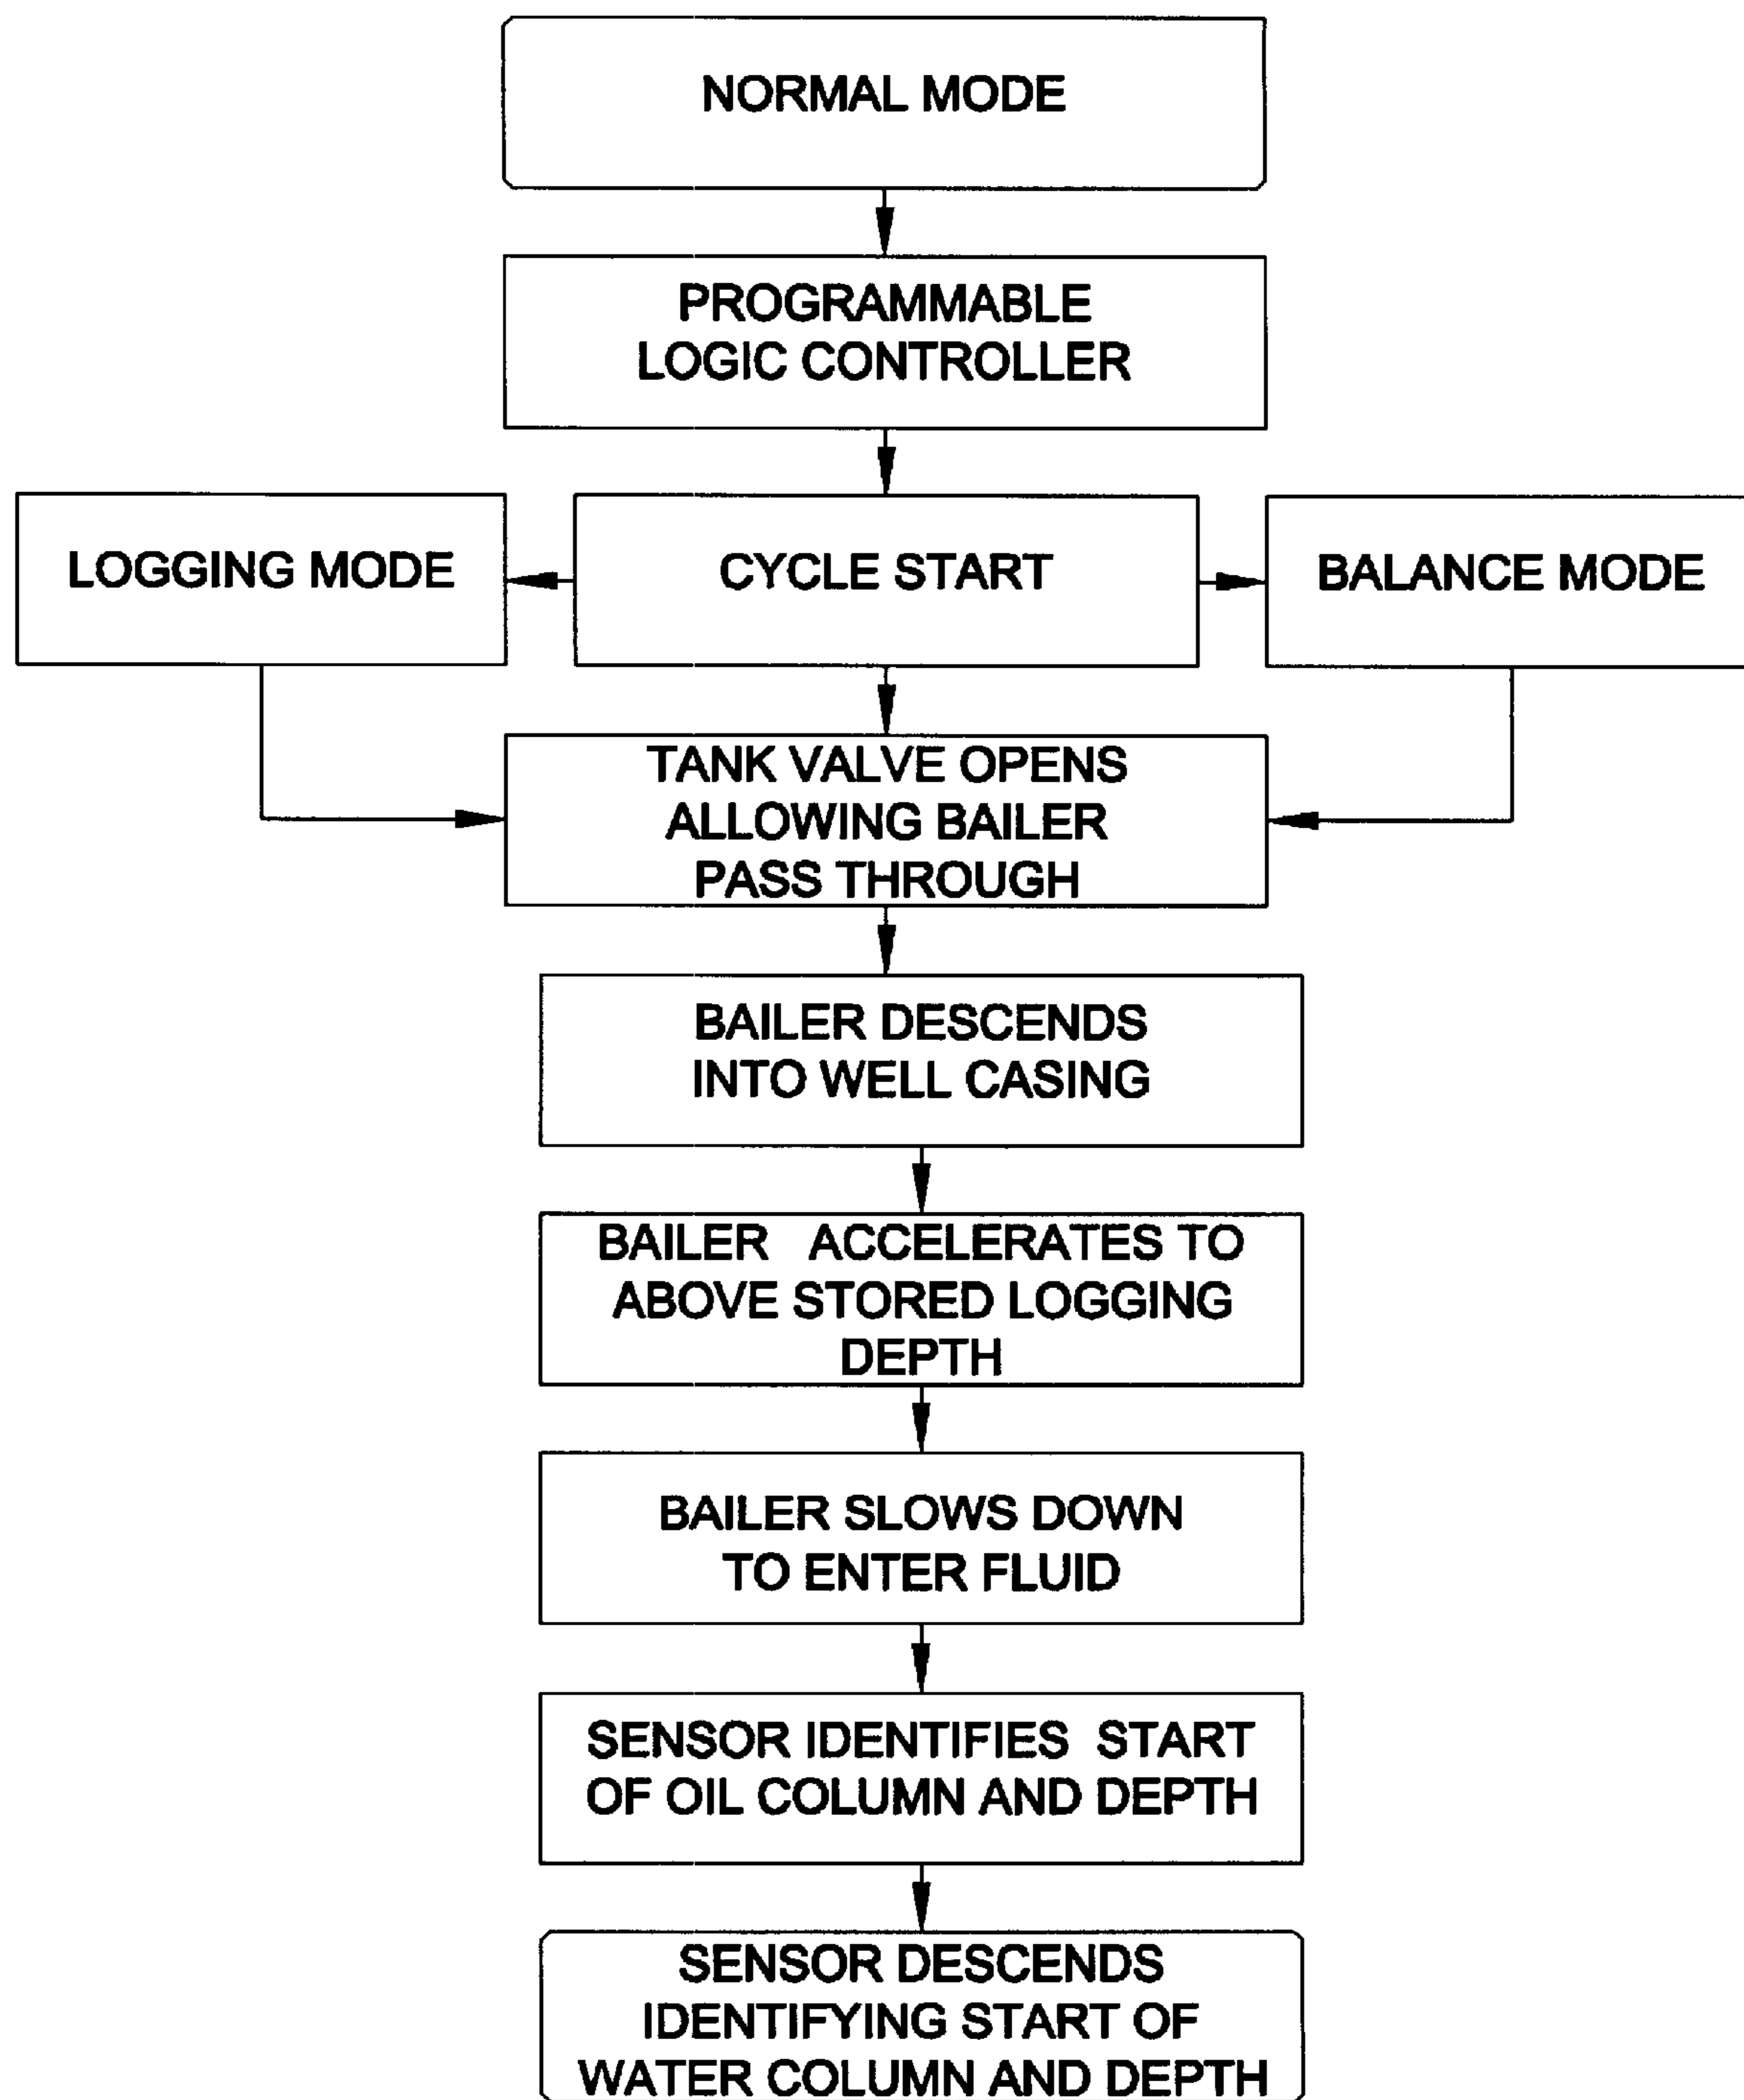 NORMAL MODE
PROGRAMMABLE
LOGIC CONTROLLER
LOGGING MODE
CYCLE START
BALANCE MODE
TANK VALVE OPENS
ALLOWING BAILER
PASS THROUGH
BAILER DESCENDS
INTO WELL CASING
BAILER ACCELERATES TO
ABOVE STORED LOGGING
DEPTH
BAILER SLOWS DOWN
TO ENTER FLUID
SENSOR IDENTIFIES START
OF OIL COLUMN AND DEPTH
SENSOR DESCENDS
IDENTIFYING START OF
WATER COLUMN AND DEPTH